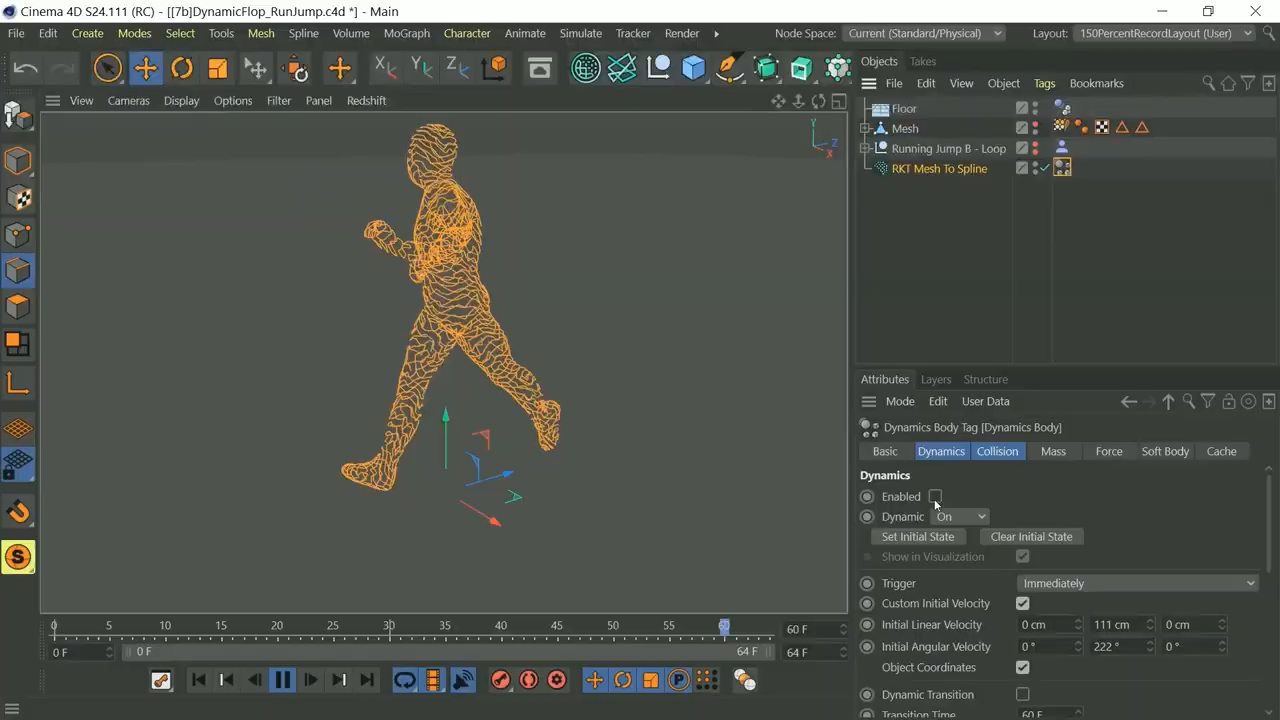 Cinema 4D S24.111 (RC) - [[7b]DynamicFlop_RunJump.c4d *] - Main
File Edit Create Modes Select Tools Mesh Spline Volume MoGraph Character Animate Simulate Tracker Render Node Space: Current (Standard/Physical) Layout: 150PercentRecordLayout (User)
X Y Z
Objects Takes
File Edit View Object Tags Bookmarks
View Cameras Display Options Filter Panel Redshift
Floor
Mesh
Running Jump B - Loop
RKT Mesh To Spline
Y
Z
X
Attributes Layers Structure
Mode Edit User Data
Dynamics Body Tag [Dynamics Body]
Basic Dynamics Collision Mass Force Soft Body Cache
Dynamics
Enabled
Dynamic On
Set Initial State Clear Initial State
Show in Visualization
Trigger Immediately
Custom Initial Velocity
Initial Linear Velocity 0 cm 111 cm 0 cm
Initial Angular Velocity 0 ° 222 ° 0 °
Object Coordinates
Dynamic Transition
Transition Time 60 F
0 5 10 15 20 25 30 35 40 45 50 55 60 60 F
0 F 0 F 64 F 64 F
P
S